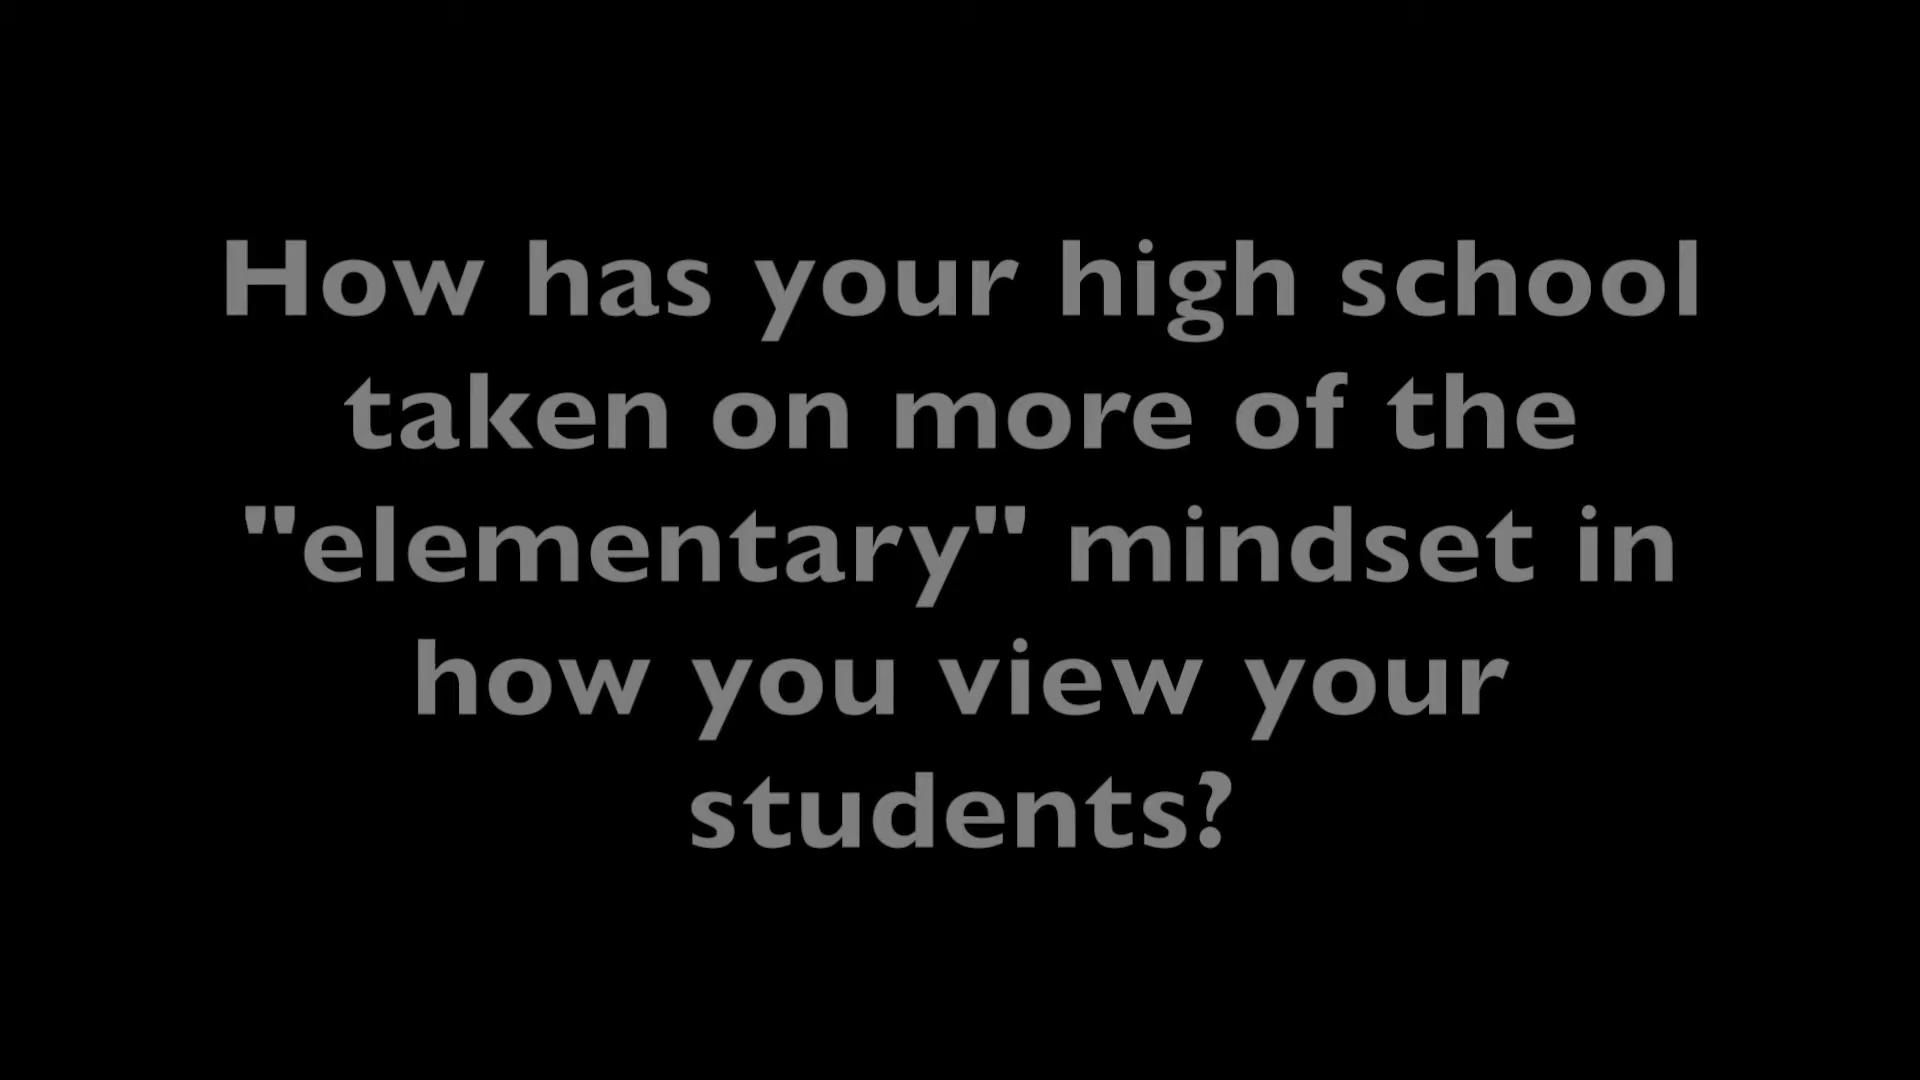 How has your high school
taken on more of the
"elementary" mindset in
how you view your
students?